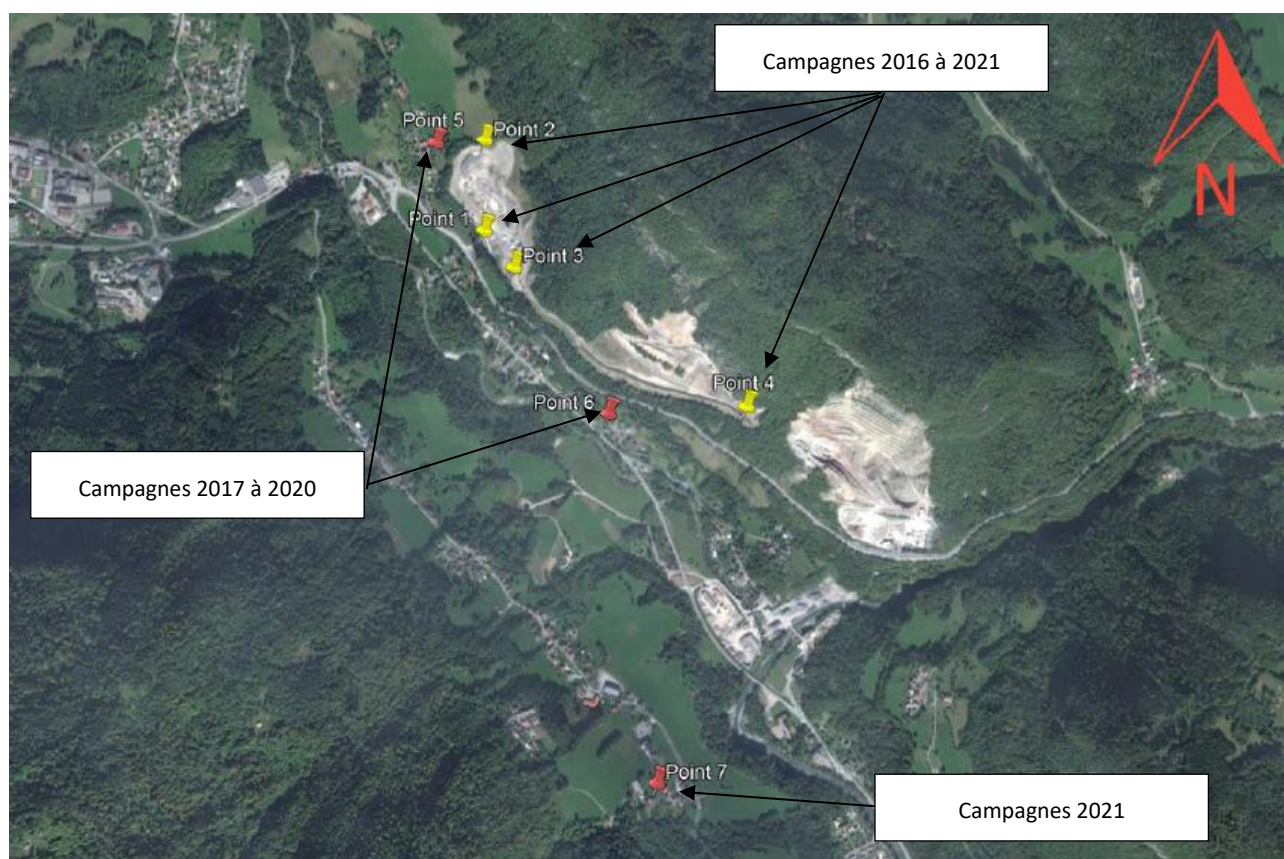 Campagnes 2016 à 2021
Point 5
Point 2
N
Point 1
Point 3
Point 4
Point 6
Campagnes 2017 à 2020
Point 7
Campagnes 2021